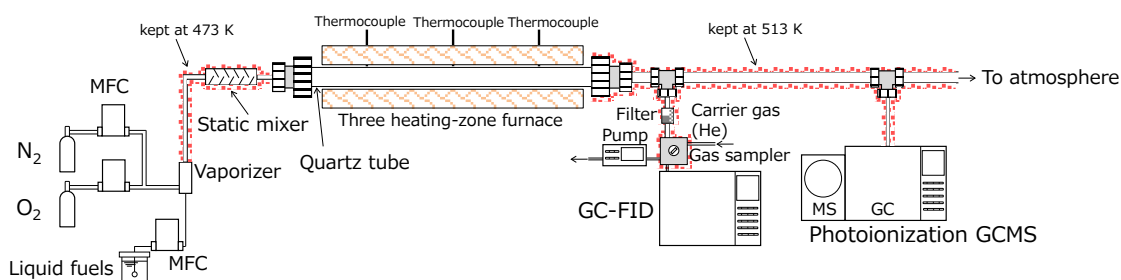 Thermocouple Thermocouple Thermocouple
kept at 473 K
kept at 513 K
To atmosphere
MFC
Static mixer
Three heating-zone furnace
Filter
Carrier gas
(He)
Pump
Gas sampler
N2
Quartz tube
Vaporizer
O2
GC-FID
MS
GC
Photoionization GCMS
Liquid fuels
MFC